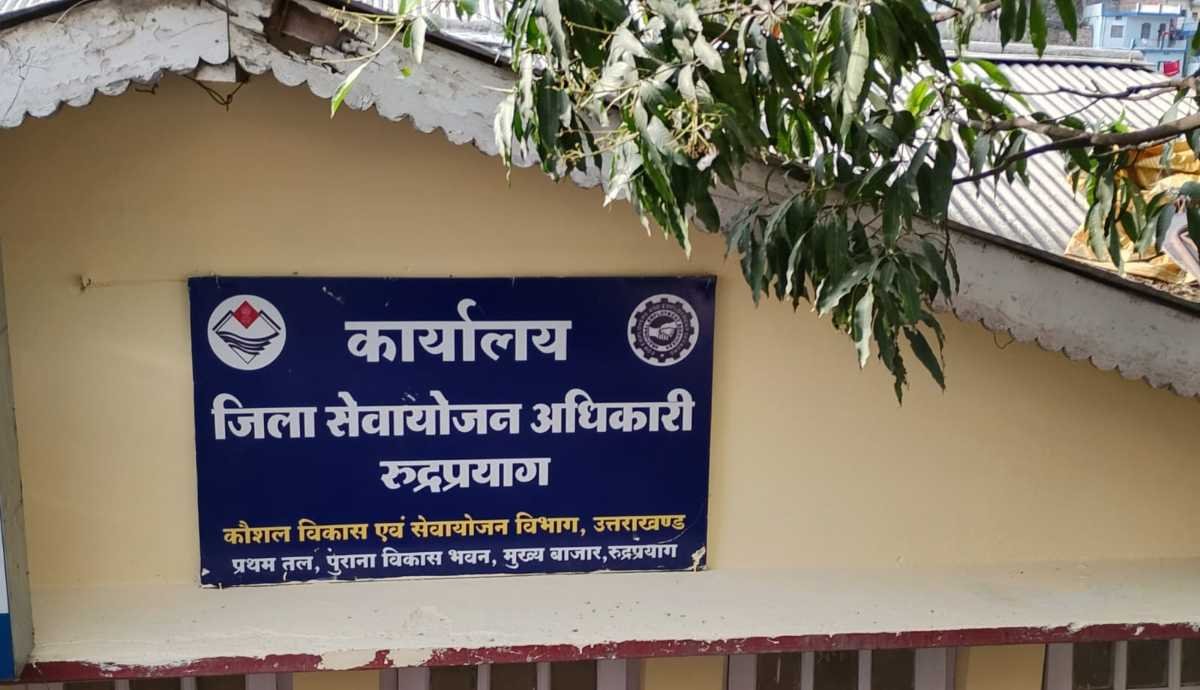 कार्यालय
जिला सेवायोजन अधिकारी
रुद्रप्रयाग
कौशल विकास एवं सेवायोजन विभाग, उत्तराखण्ड
प्रथम तल, पुराना विकास भवन, मुख्य बाजार,रुद्रप्रयाग